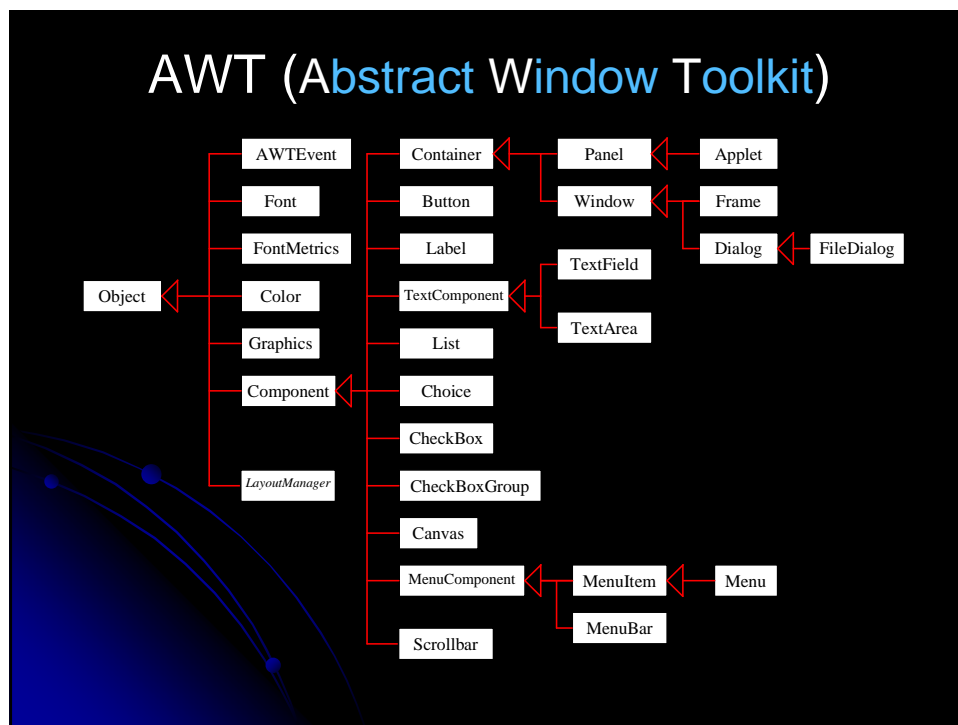 AWT (Abstract Window Toolkit)
AWTEvent
Container
Panel
Applet
Font
Button
Window
Frame
FontMetrics
Label
TextField
Dialog
FileDialog
Object
Color
TextComponent
TextArea
Graphics
List
Component
Choice
CheckBox
LayoutManager
CheckBoxGroup
Canvas
MenuComponent
MenuItem
Menu
MenuBar
Scrollbar